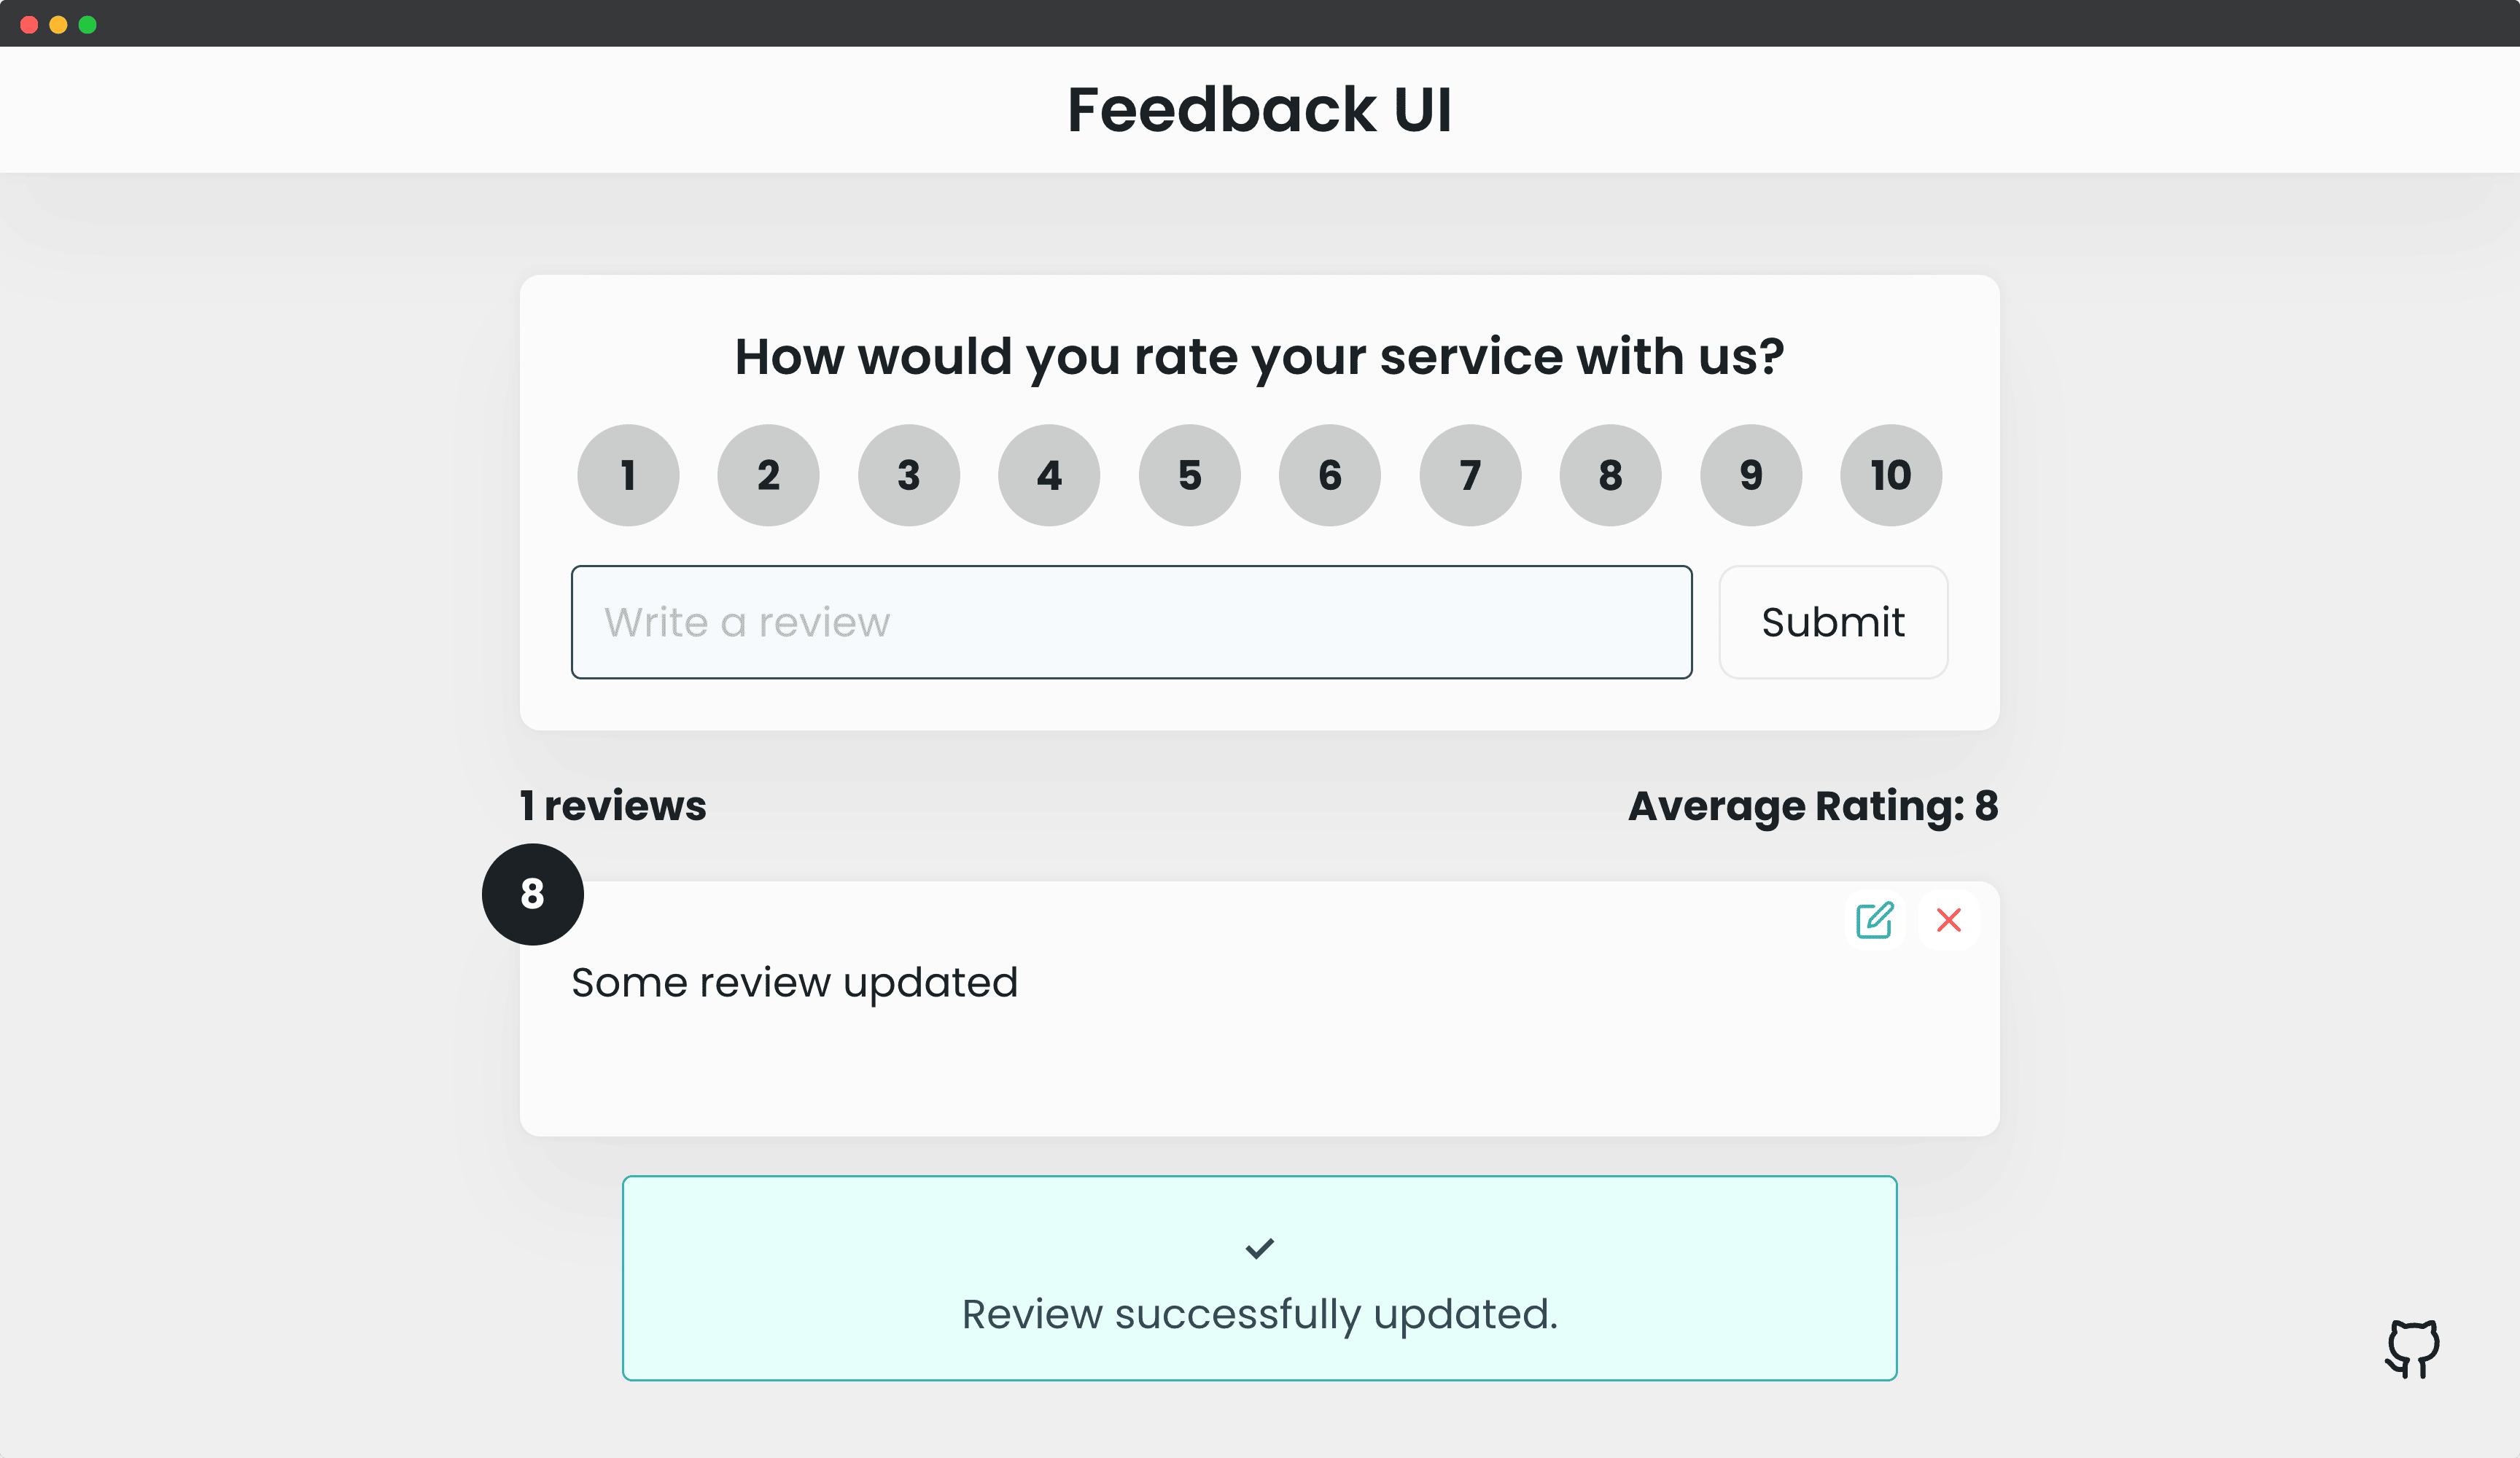 Feedback UI
How would you rate your service with us?
1 2 3 4 5 6 7 8 9 10
Write a review
Submit
1 reviews
Average Rating: 8
8
Some review updated
Review successfully updated.